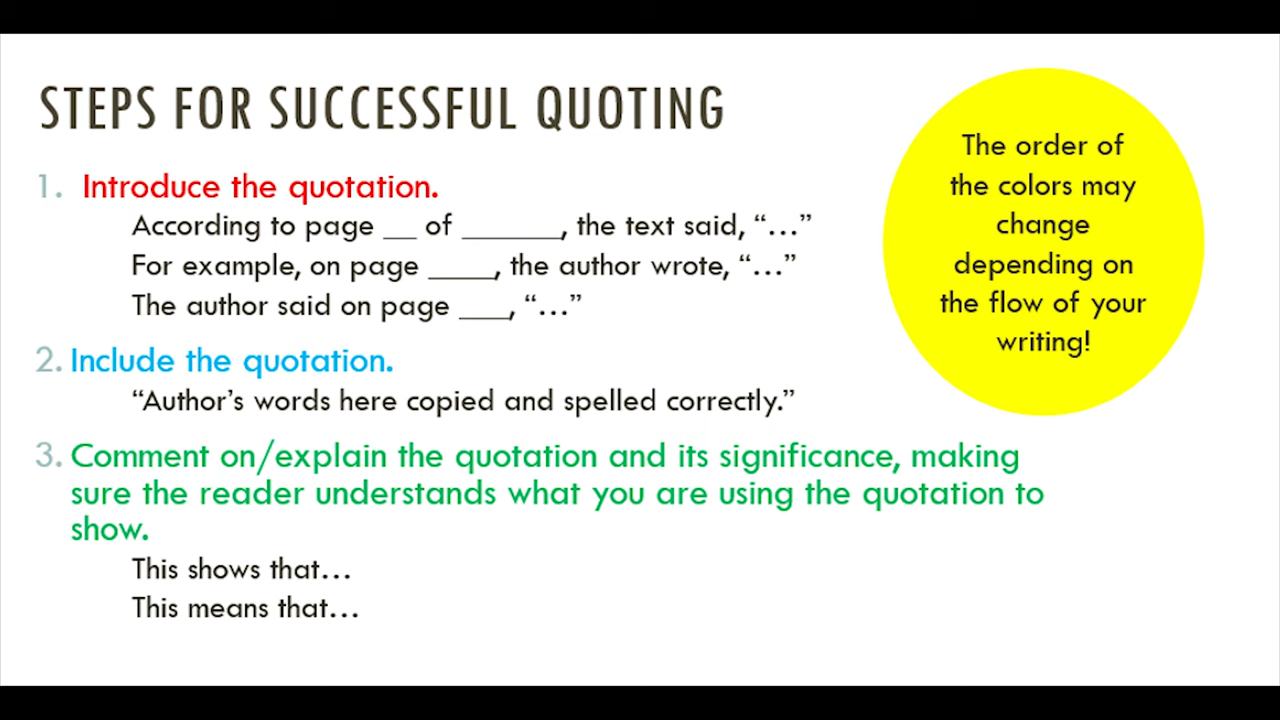 STEPS FOR SUCCESSFUL QUOTING
1. Introduce the quotation.
According to page __ of ______, the text said, “…”
For example, on page ____, the author wrote, “…”
The author said on page ___, “…”
2. Include the quotation.
“Author’s words here copied and spelled correctly.”
3. Comment on/explain the quotation and its significance, making
sure the reader understands what you are using the quotation to
show.
This shows that…
This means that…
The order of
the colors may
change
depending on
the flow of your
writing!